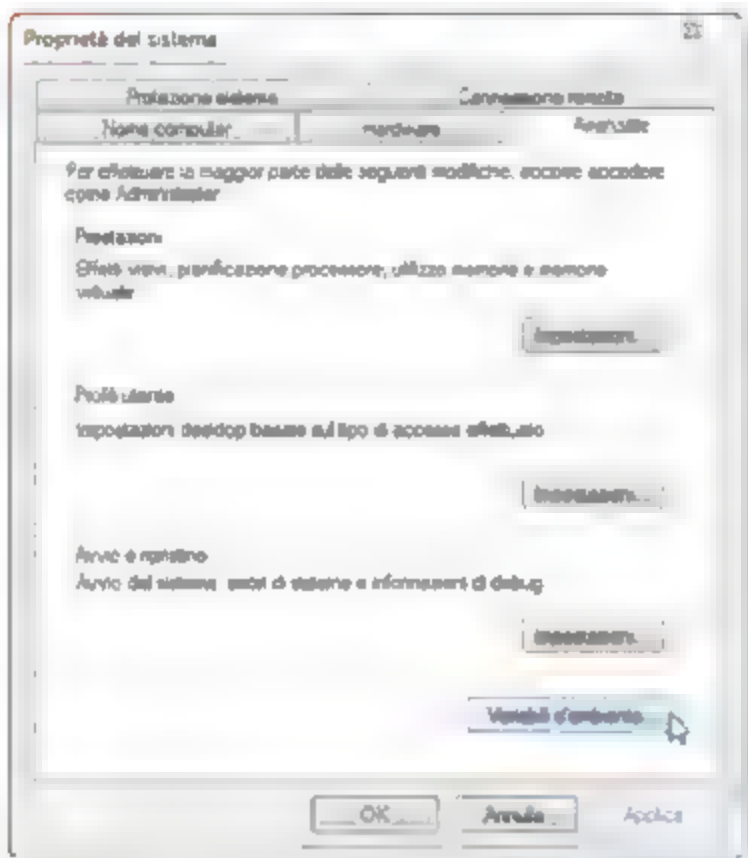 Proprietà del sistema
Protezione sistema
Connessione remota
Nome computer
Hardware
Avanzate
Per effettuare la maggior parte delle seguenti modifiche, occorre accedere
come Administrator
Prestazioni
Effetti visivi, pianificazione processore, utilizzo memoria e memoria
virtuale
Impostazioni...
Profili utente
Impostazioni desktop basate sul tipo di accesso effettuato
Impostazioni...
Avvio e ripristino
Avvio del sistema, errori di sistema e informazioni di debug
Impostazioni...
Variabili d'ambiente
OK
Annulla
Applica